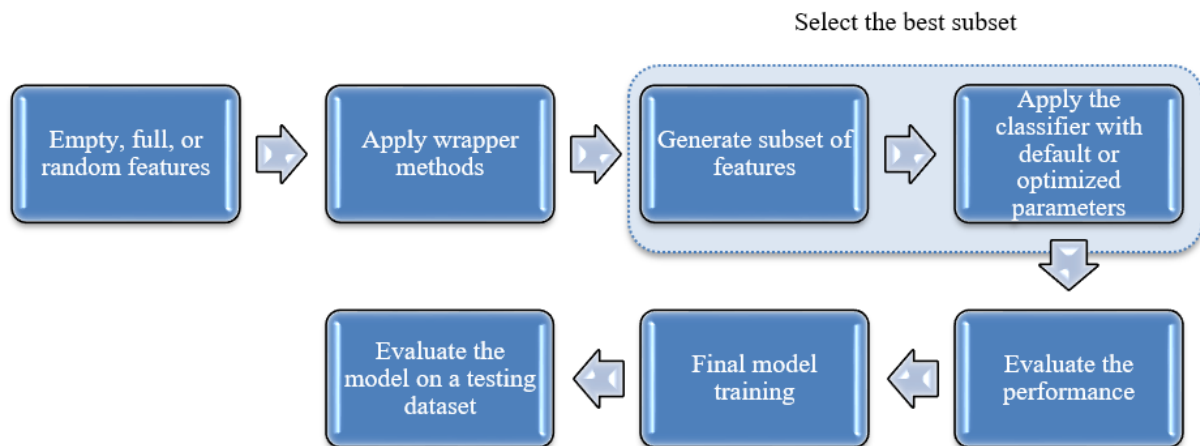 Select the best subset
Empty, full, or
random features
Apply wrapper
methods
Generate subset of
features
Apply the
classifier with
default or
optimized
parameters
Evaluate the
performance
Final model
training
Evaluate the
model on a testing
dataset